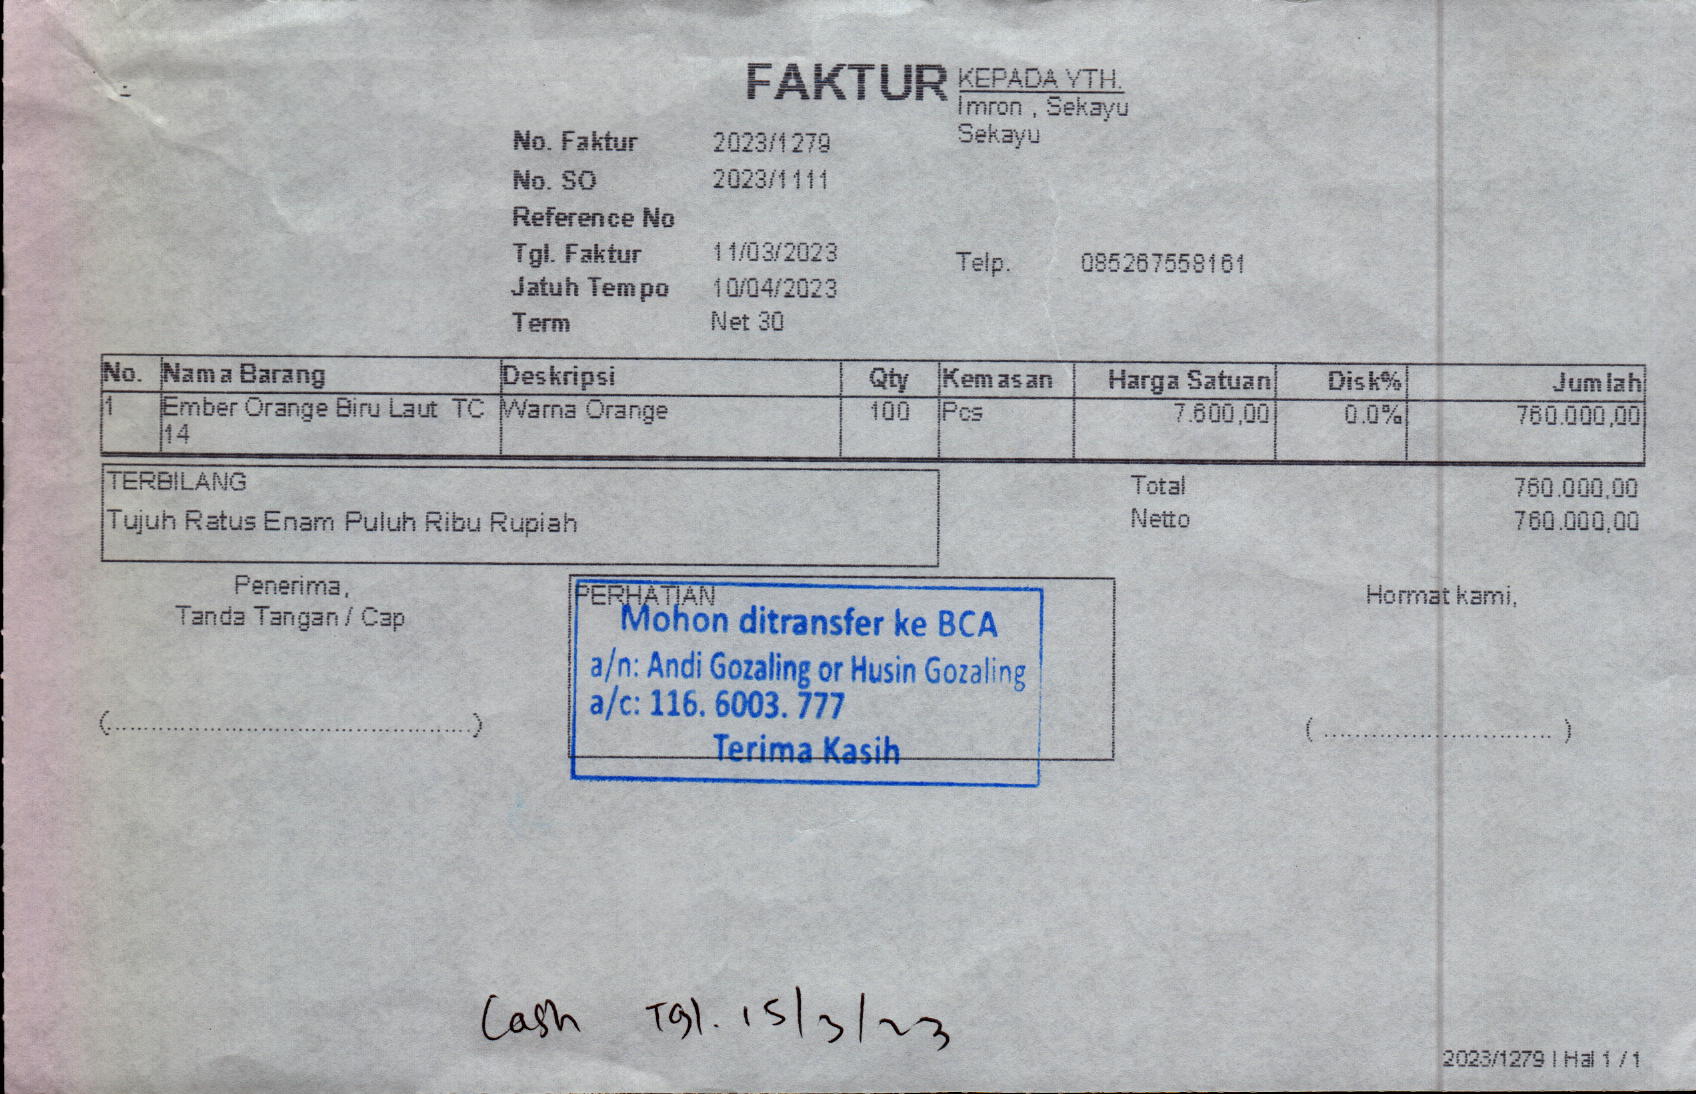 FAKTUR
KEPADA YTH.
Imron , Sekayu
Sekayu
No. Faktur 2023/1279
No. SO 2023/1111
Reference No
Tgl. Faktur 11/03/2023
Telp. 085267558161
Jatuh Tempo 10/04/2023
Term Net 30
No. Nama Barang Deskripsi Qty Kemasan Harga Satuan Disk% Jumlah
1 Ember Orange Biru Laut TC Warna Orange 100 Pcs 7.600,00 0.0% 760.000,00
14
TERBILANG
Tujuh Ratus Enam Puluh Ribu Rupiah
Total 760.000,00
Netto 760.000,00
Penerima,
Tanda Tangan / Cap
PERHATIAN
Mohon ditransfer ke BCA
a/n: Andi Gozaling or Husin Gozaling
a/c: 116. 6003. 777
Terima Kasih
Hormat kami,
(............................................)
(............................)
Cash Tgl. 15/3/23
2023/1279 | Hal 1 / 1